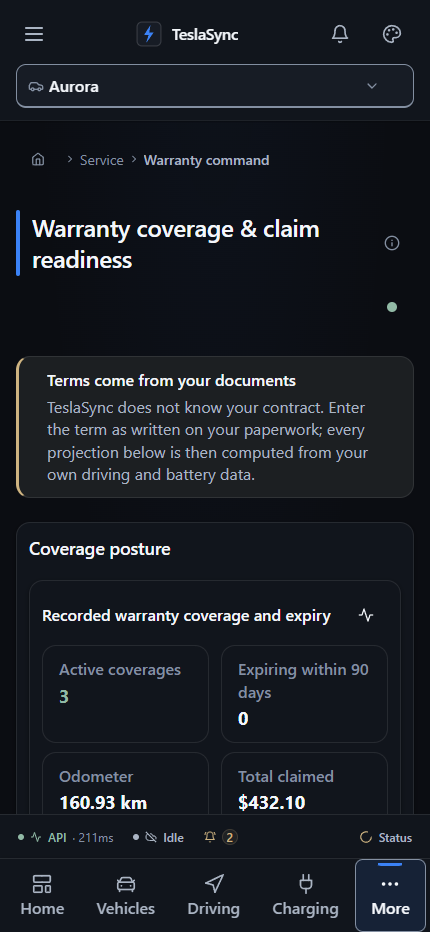 TeslaSync
Aurora
Service
Warranty command
Warranty coverage & claim
readiness
Terms come from your documents
TeslaSync does not know your contract. Enter
the term as written on your paperwork; every
projection below is then computed from your
own driving and battery data.
Coverage posture
Recorded warranty coverage and expiry
Active coverages
3
Expiring within 90
days
0
Odometer
160.93 km
Total claimed
$432.10
API · 211ms
Idle
2
Status
Home
Vehicles
Driving
Charging
More